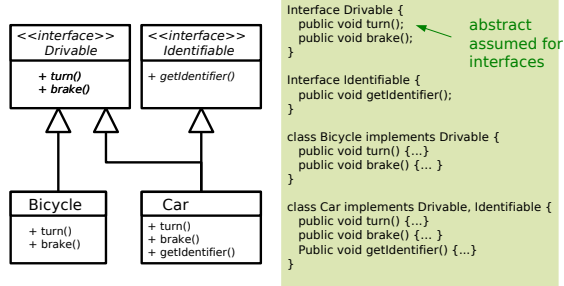 <<interface>>
Drivable
+ turn()
+ brake()
<<interface>>
Identifiable
+ getIdentifier()
Bicycle
+ turn()
+ brake()
Car
+ turn()
+ brake()
+ getIdentifier()
Interface Drivable {
public void turn();
public void brake();
}
abstract
assumed for
interfaces
Interface Identifiable {
public void getIdentifier();
}
class Bicycle implements Drivable {
public void turn() {...}
public void brake() {... }
}
class Car implements Drivable, Identifiable {
public void turn() {...}
public void brake() {... }
Public void getIdentifier() {...}
}